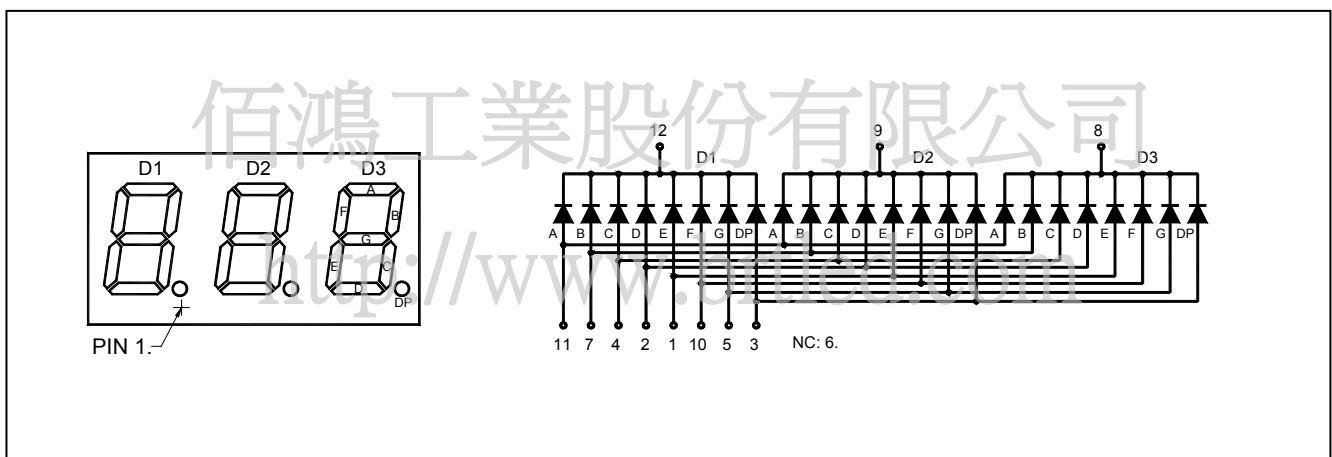 佰鴻工業股份有限公司
http://www.brtled.com
D1 D2 D3
A
F B
G
E C
D
DP
PIN 1.
12 9 8
D1 D2 D3
A B C D E F G DP A B C D E F G DP A B C D E F G DP
11 7 4 2 1 10 5 3 NC: 6.